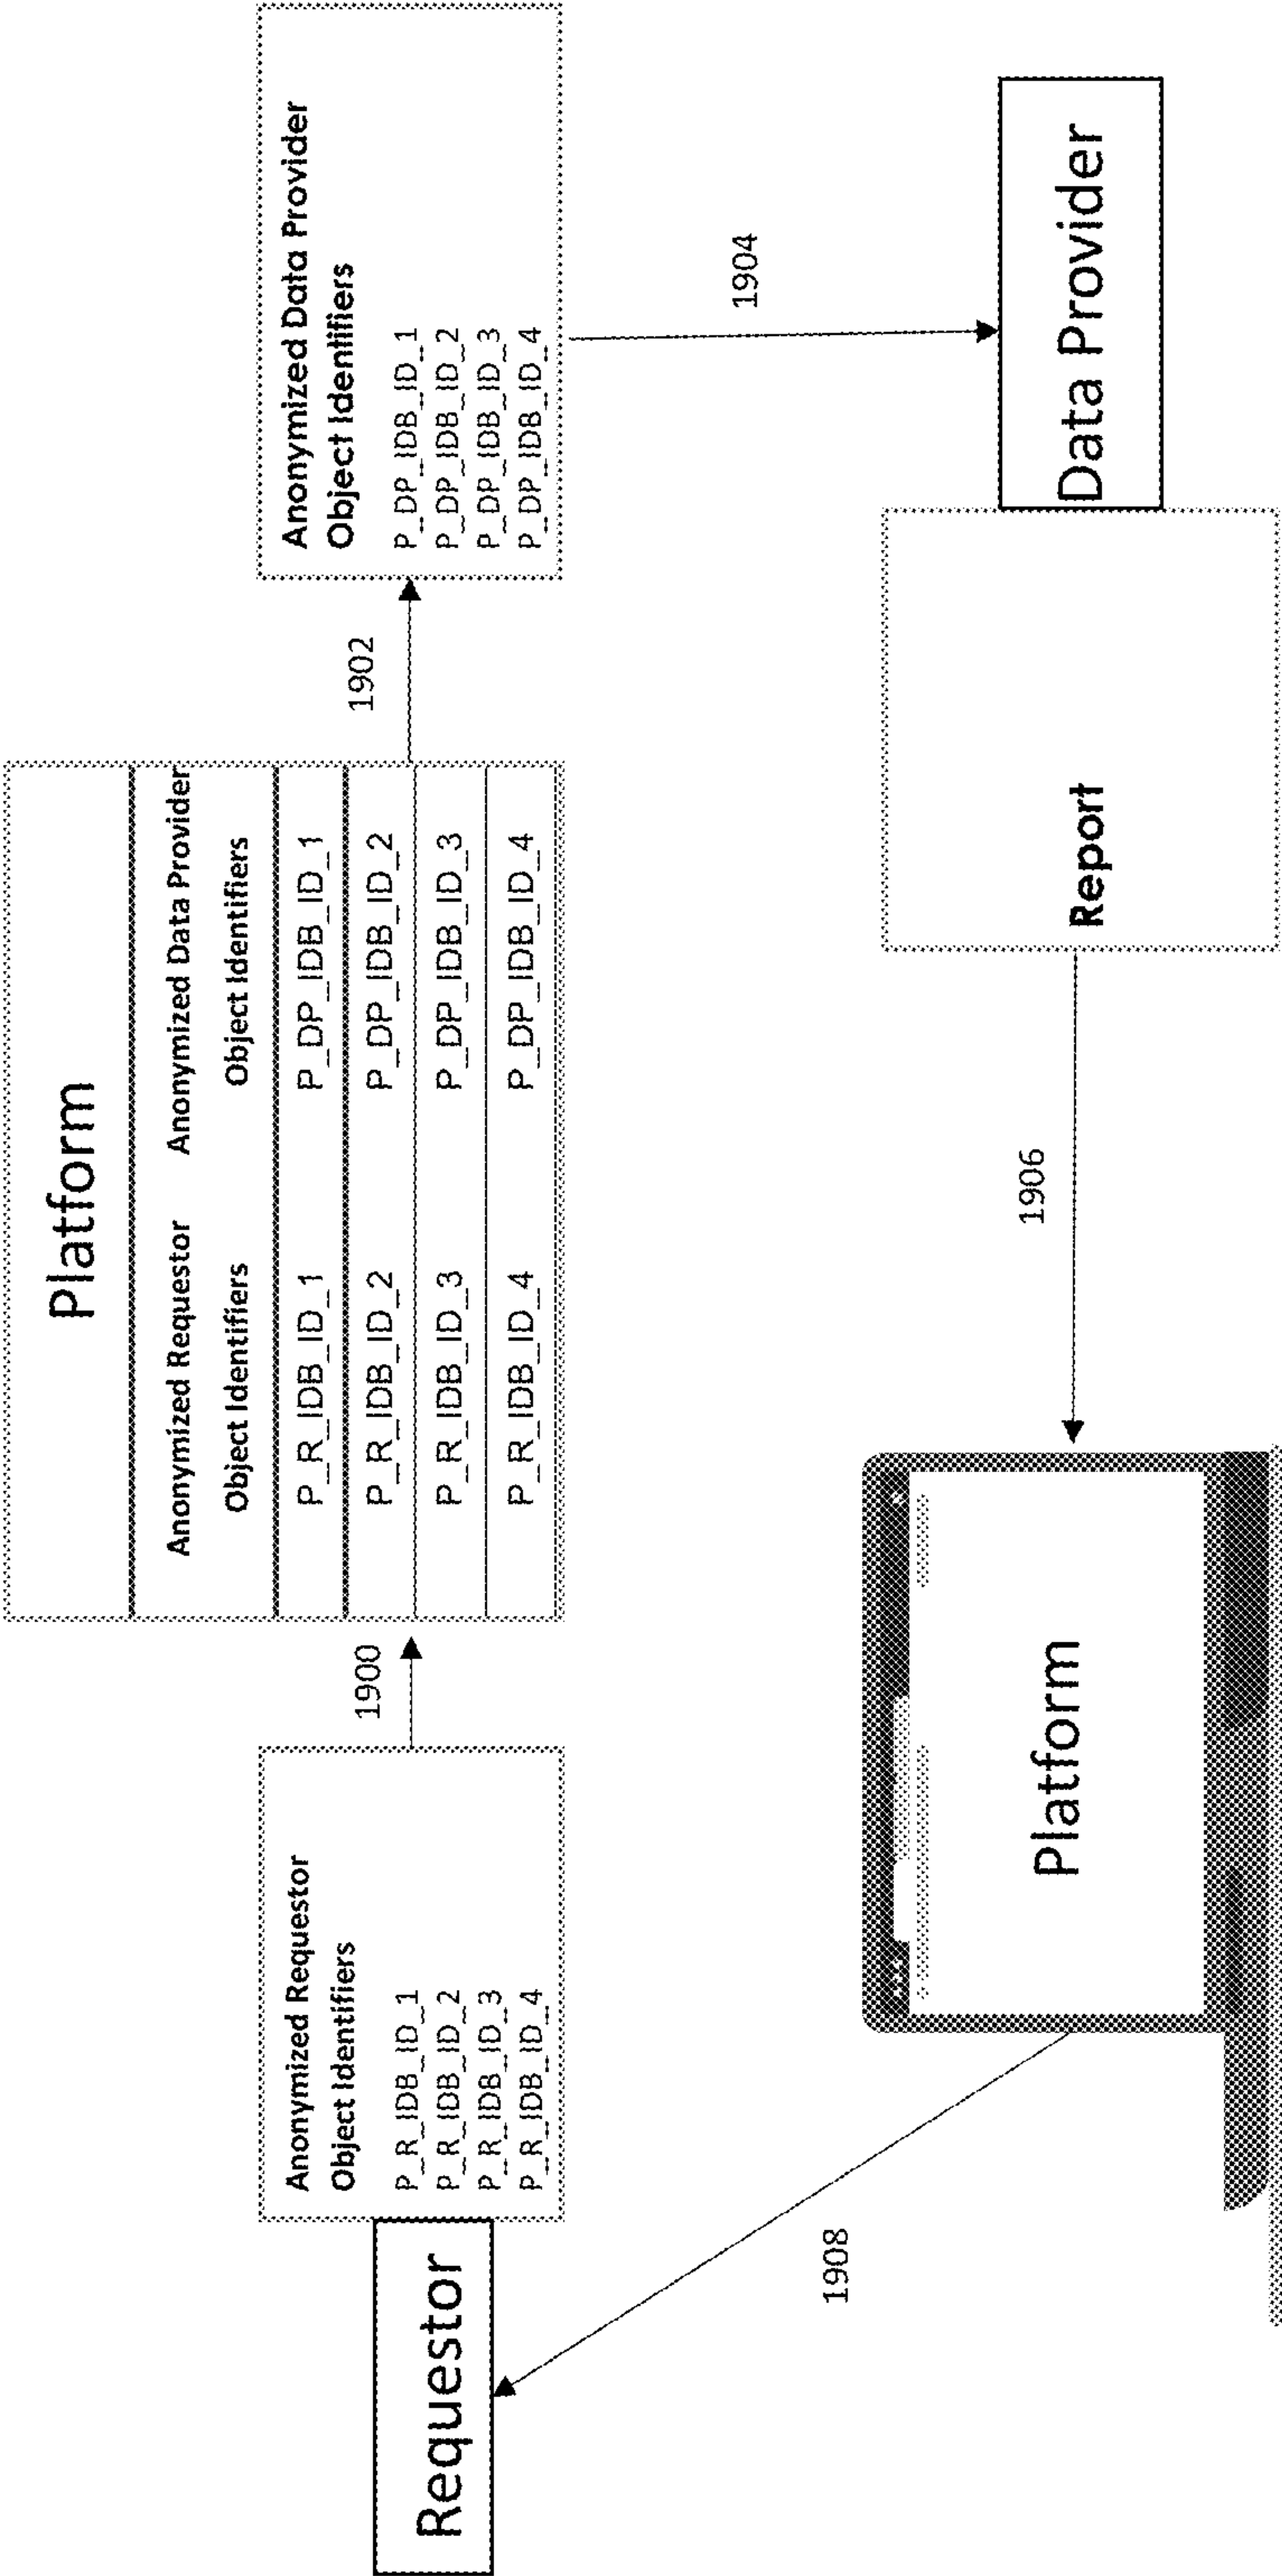 Platform
Anonymized Requestor Anonymized Data Provider
Object Identifiers Object Identifiers
P_R_IDB_ID_1 P_DP_IDB_ID_1
P_R_IDB_ID_2 P_DP_IDB_ID_2
P_R_IDB_ID_3 P_DP_IDB_ID_3
P_R_IDB_ID_4 P_DP_IDB_ID_4
Requestor
Anonymized Requestor
Object Identifiers
P_R_IDB_ID_1
P_R_IDB_ID_2
P_R_IDB_ID_3
P_R_IDB_ID_4
1900
1902
Anonymized Data Provider
Object Identifiers
P_DP_IDB_ID_1
P_DP_IDB_ID_2
P_DP_IDB_ID_3
P_DP_IDB_ID_4
1904
1908
Platform
1906
Report
Data Provider